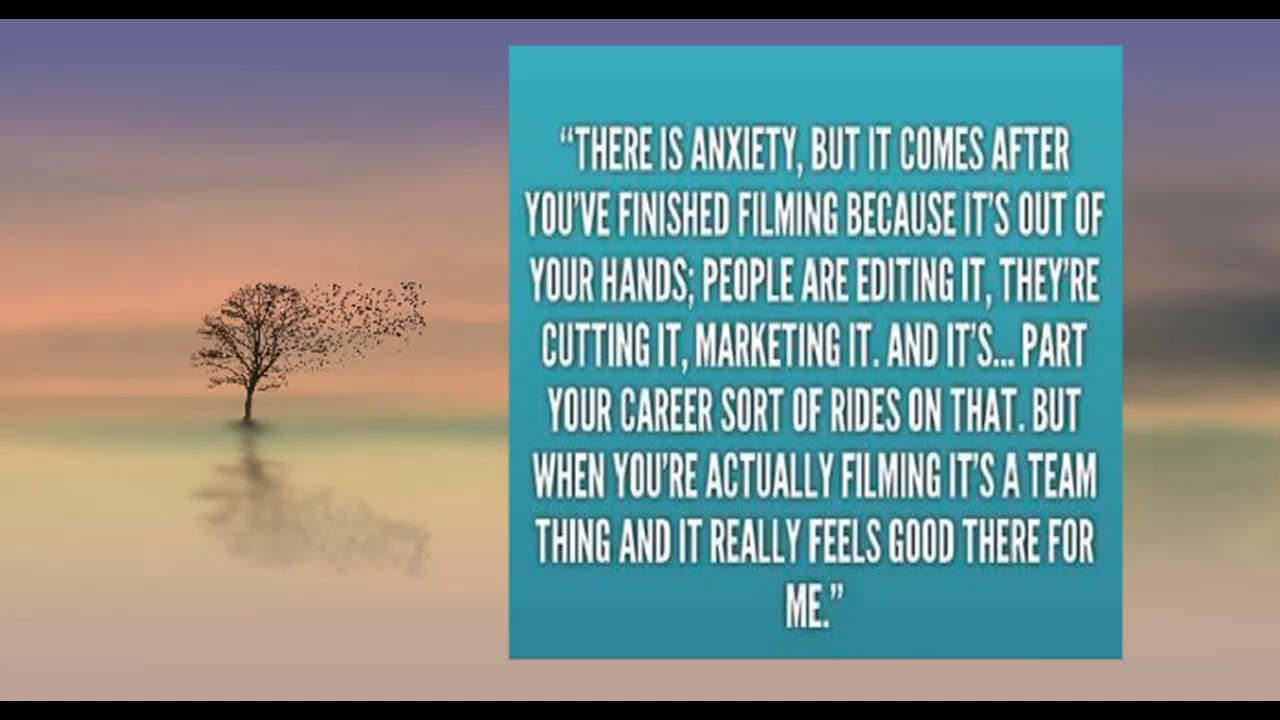 “THERE IS ANXIETY, BUT IT COMES AFTER
YOU’VE FINISHED FILMING BECAUSE IT’S OUT OF
YOUR HANDS; PEOPLE ARE EDITING IT, THEY’RE
CUTTING IT, MARKETING IT. AND IT’S... PART
YOUR CAREER SORT OF RIDES ON THAT. BUT
WHEN YOU’RE ACTUALLY FILMING IT’S A TEAM
THING AND IT REALLY FEELS GOOD THERE FOR
ME.”